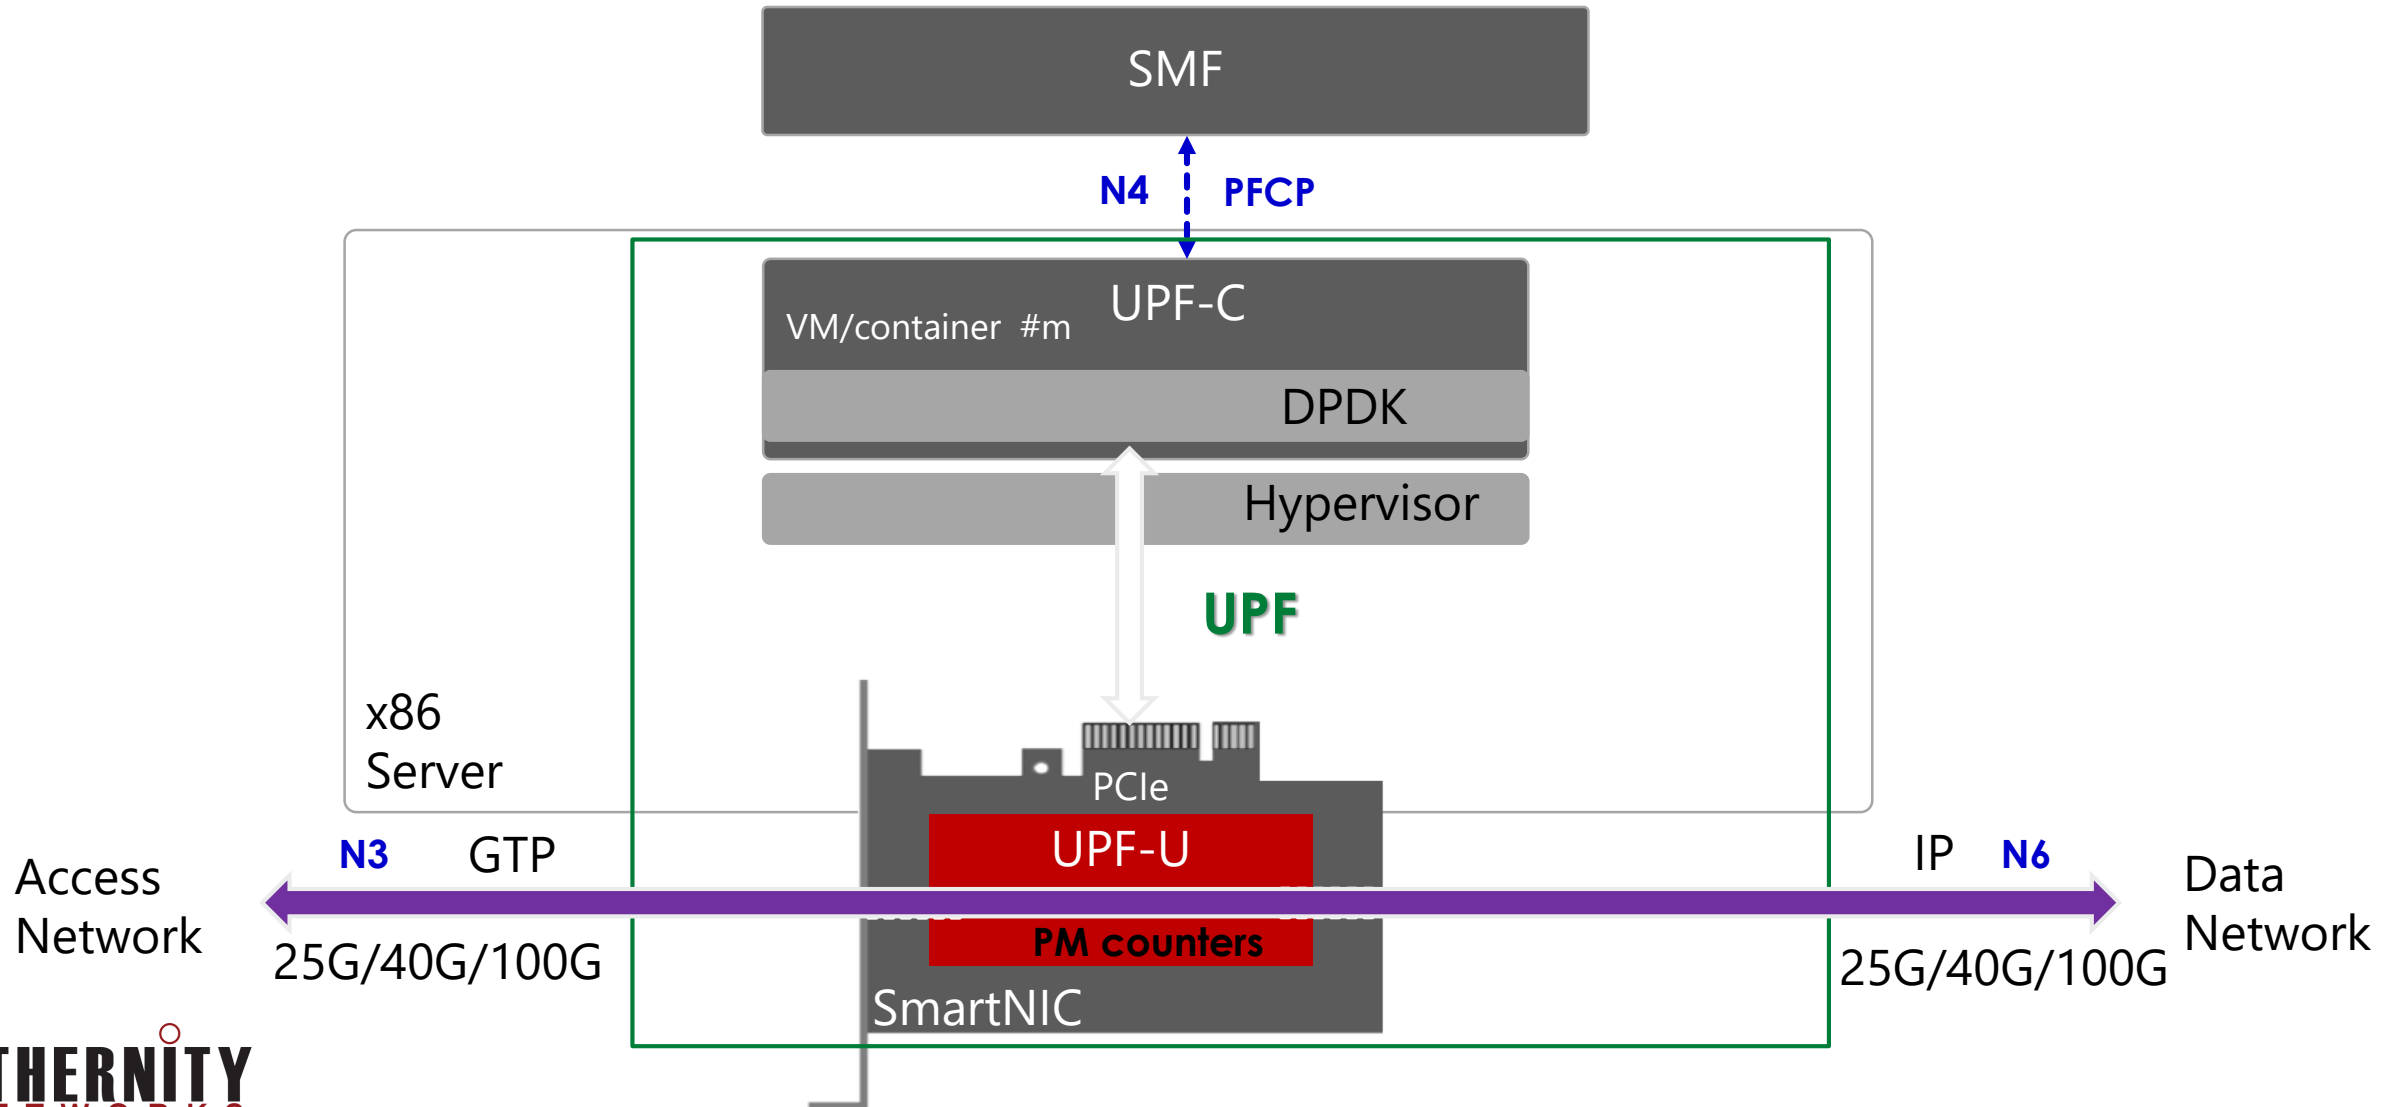 SMF
N4 PFCP
UPF-C
VM/container #m
DPDK
Hypervisor
UPF
x86
Server
PCIe
UPF-U
N3 GTP
IP N6
Access
Network
Data
Network
PM counters
25G/40G/100G
25G/40G/100G
SmartNIC
THERNITY